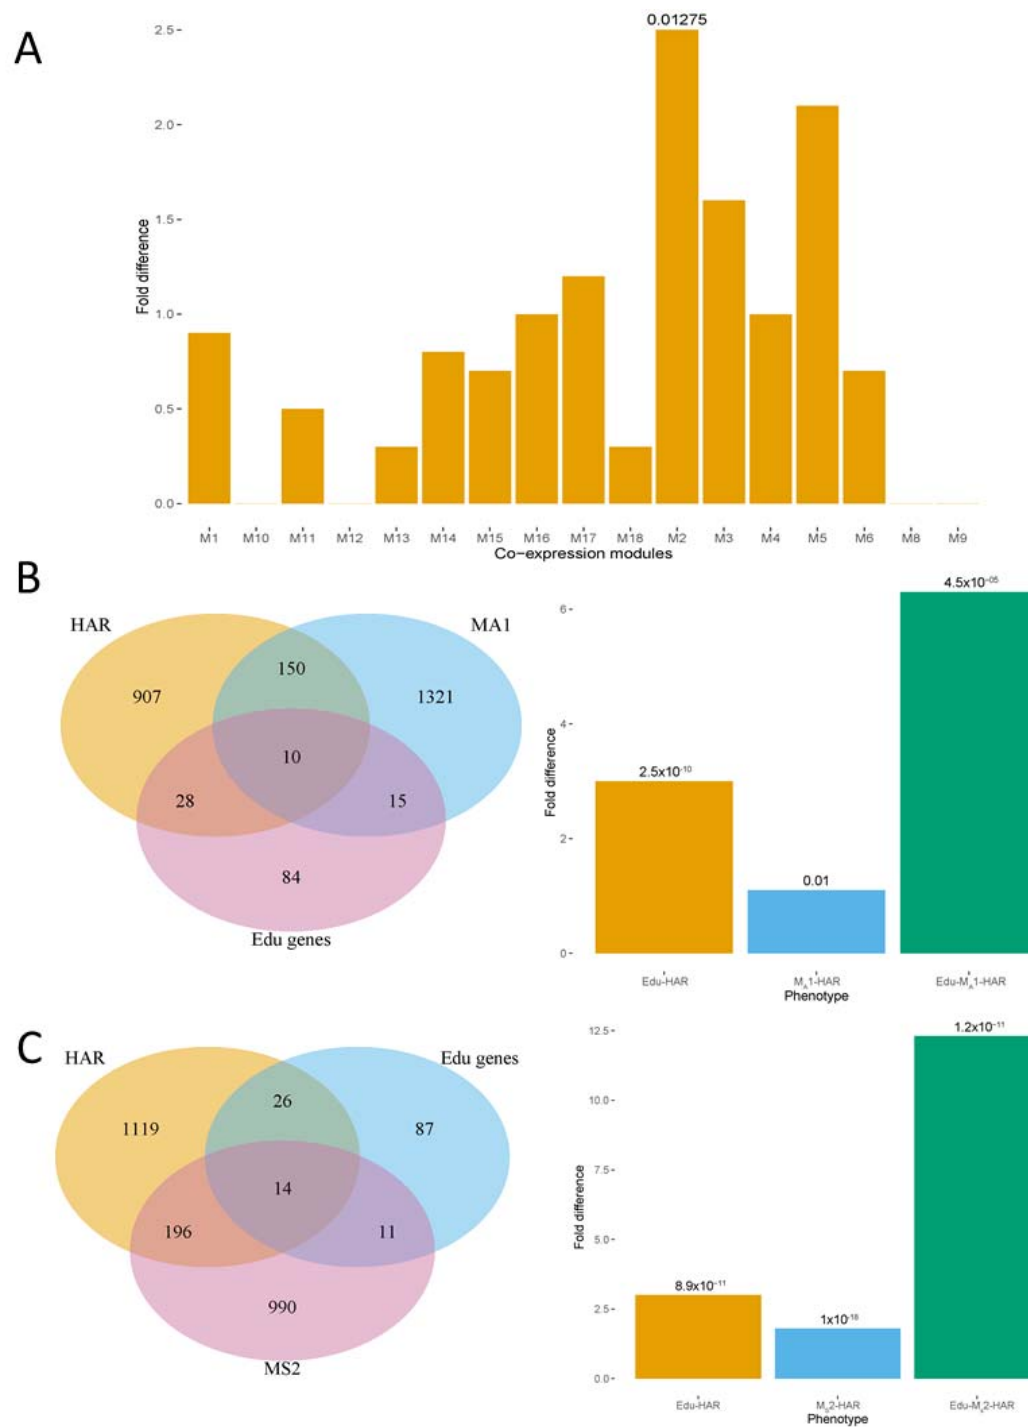 A
0.01275
2.5
2.0
1.5
1.0
0.5
0.0
Fold difference
M1 M10 M11 M12 M13 M14 M15 M16 M17 M18 M2 M3 M4 M5 M6 M8 M9
Co−expression modules
B
HAR
MA1
150
907
1321
10
28
15
84
Edu genes
4.5x10⁻⁰⁵
6
4
2
0
Fold difference
2.5x10⁻¹⁰
0.01
Edu-HAR M_A1-HAR Edu-M_A1-HAR
Phenotype
C
HAR
Edu genes
26
1119
87
14
196
11
990
MS2
1.2x10⁻¹¹
12.5
10.0
7.5
5.0
2.5
0.0
Fold difference
8.9x10⁻¹¹
1x10⁻¹⁸
Edu-HAR M_S2-HAR Edu-M_s2-HAR
Phenotype